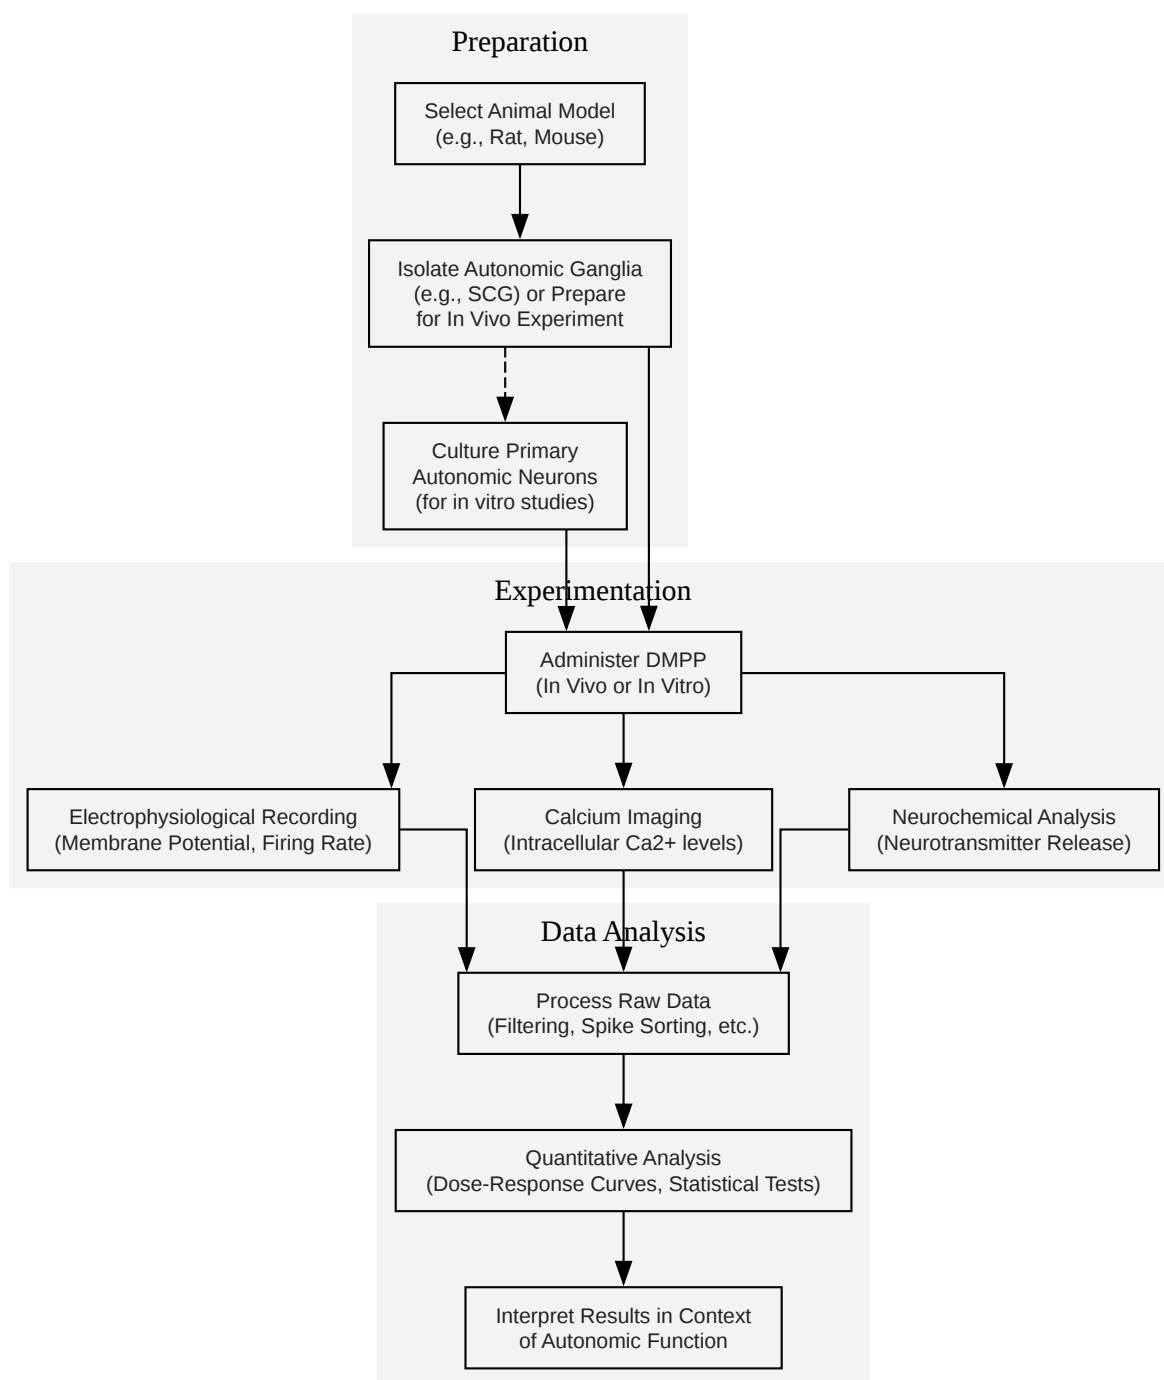 Preparation
Select Animal Model
(e.g., Rat, Mouse)
Isolate Autonomic Ganglia
(e.g., SCG) or Prepare
for In Vivo Experiment
Culture Primary
Autonomic Neurons
(for in vitro studies)
Experimentation
Administer DMPP
(In Vivo or In Vitro)
Electrophysiological Recording
(Membrane Potential, Firing Rate)
Calcium Imaging
(Intracellular Ca2+ levels)
Neurochemical Analysis
(Neurotransmitter Release)
Data Analysis
Process Raw Data
(Filtering, Spike Sorting, etc.)
Quantitative Analysis
(Dose-Response Curves, Statistical Tests)
Interpret Results in Context
of Autonomic Function